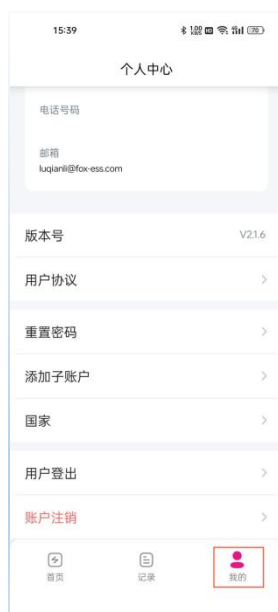 15:39
70
个人中心
电话号码
邮箱
luqianli@fox-ess.com
版本号
V2.1.6
用户协议
重置密码
添加子账户
国家
用户登出
账户注销
首页
记录
我的